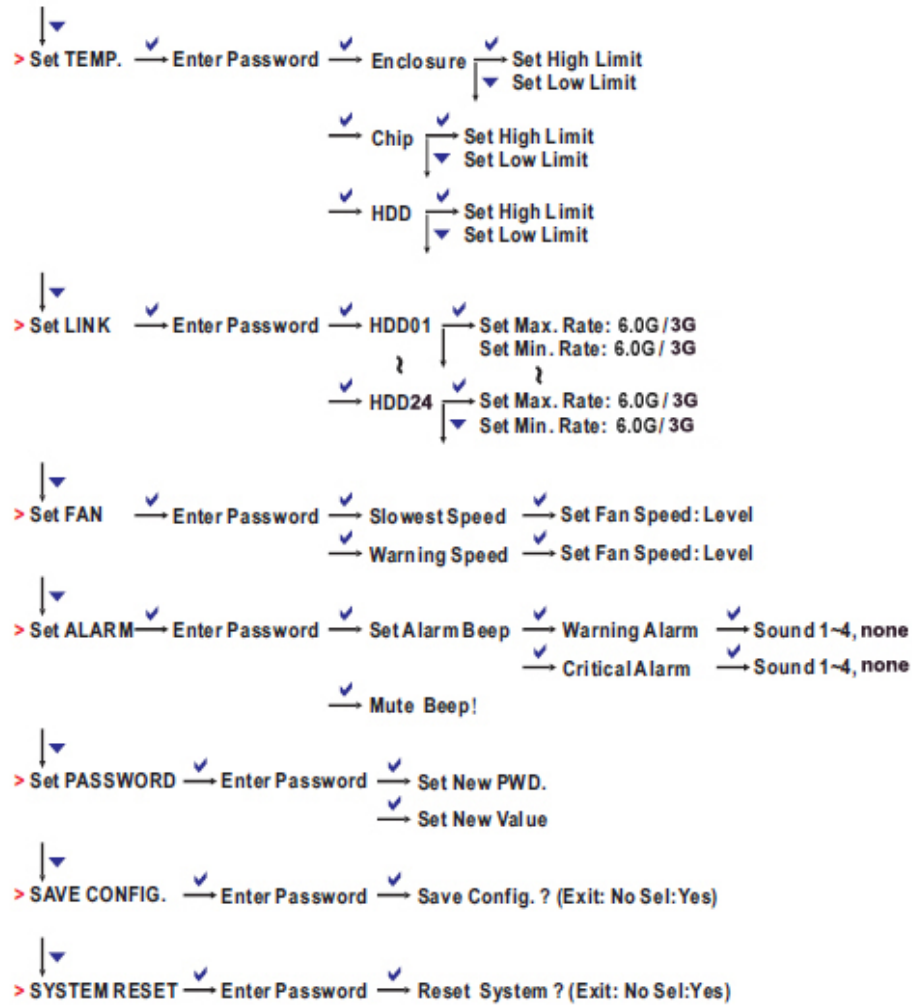 > Set TEMP. Enter Password Enclosure Set High Limit
Set Low Limit
Chip Set High Limit
Set Low Limit
HDD Set High Limit
Set Low Limit
> Set LINK Enter Password HDD01 Set Max. Rate: 6.0G/3G
Set Min. Rate: 6.0G/3G
~ ~
HDD24 Set Max. Rate: 6.0G/3G
Set Min. Rate: 6.0G/3G
> Set FAN Enter Password Slowest Speed Set Fan Speed: Level
Warning Speed Set Fan Speed: Level
> Set ALARM Enter Password Set Alarm Beep Warning Alarm Sound 1~4, none
Critical Alarm Sound 1~4, none
Mute Beep!
> Set PASSWORD Enter Password Set New PWD.
Set New Value
> SAVE CONFIG. Enter Password Save Config. ? (Exit: No Sel:Yes)
> SYSTEM RESET Enter Password Reset System ? (Exit: No Sel:Yes)